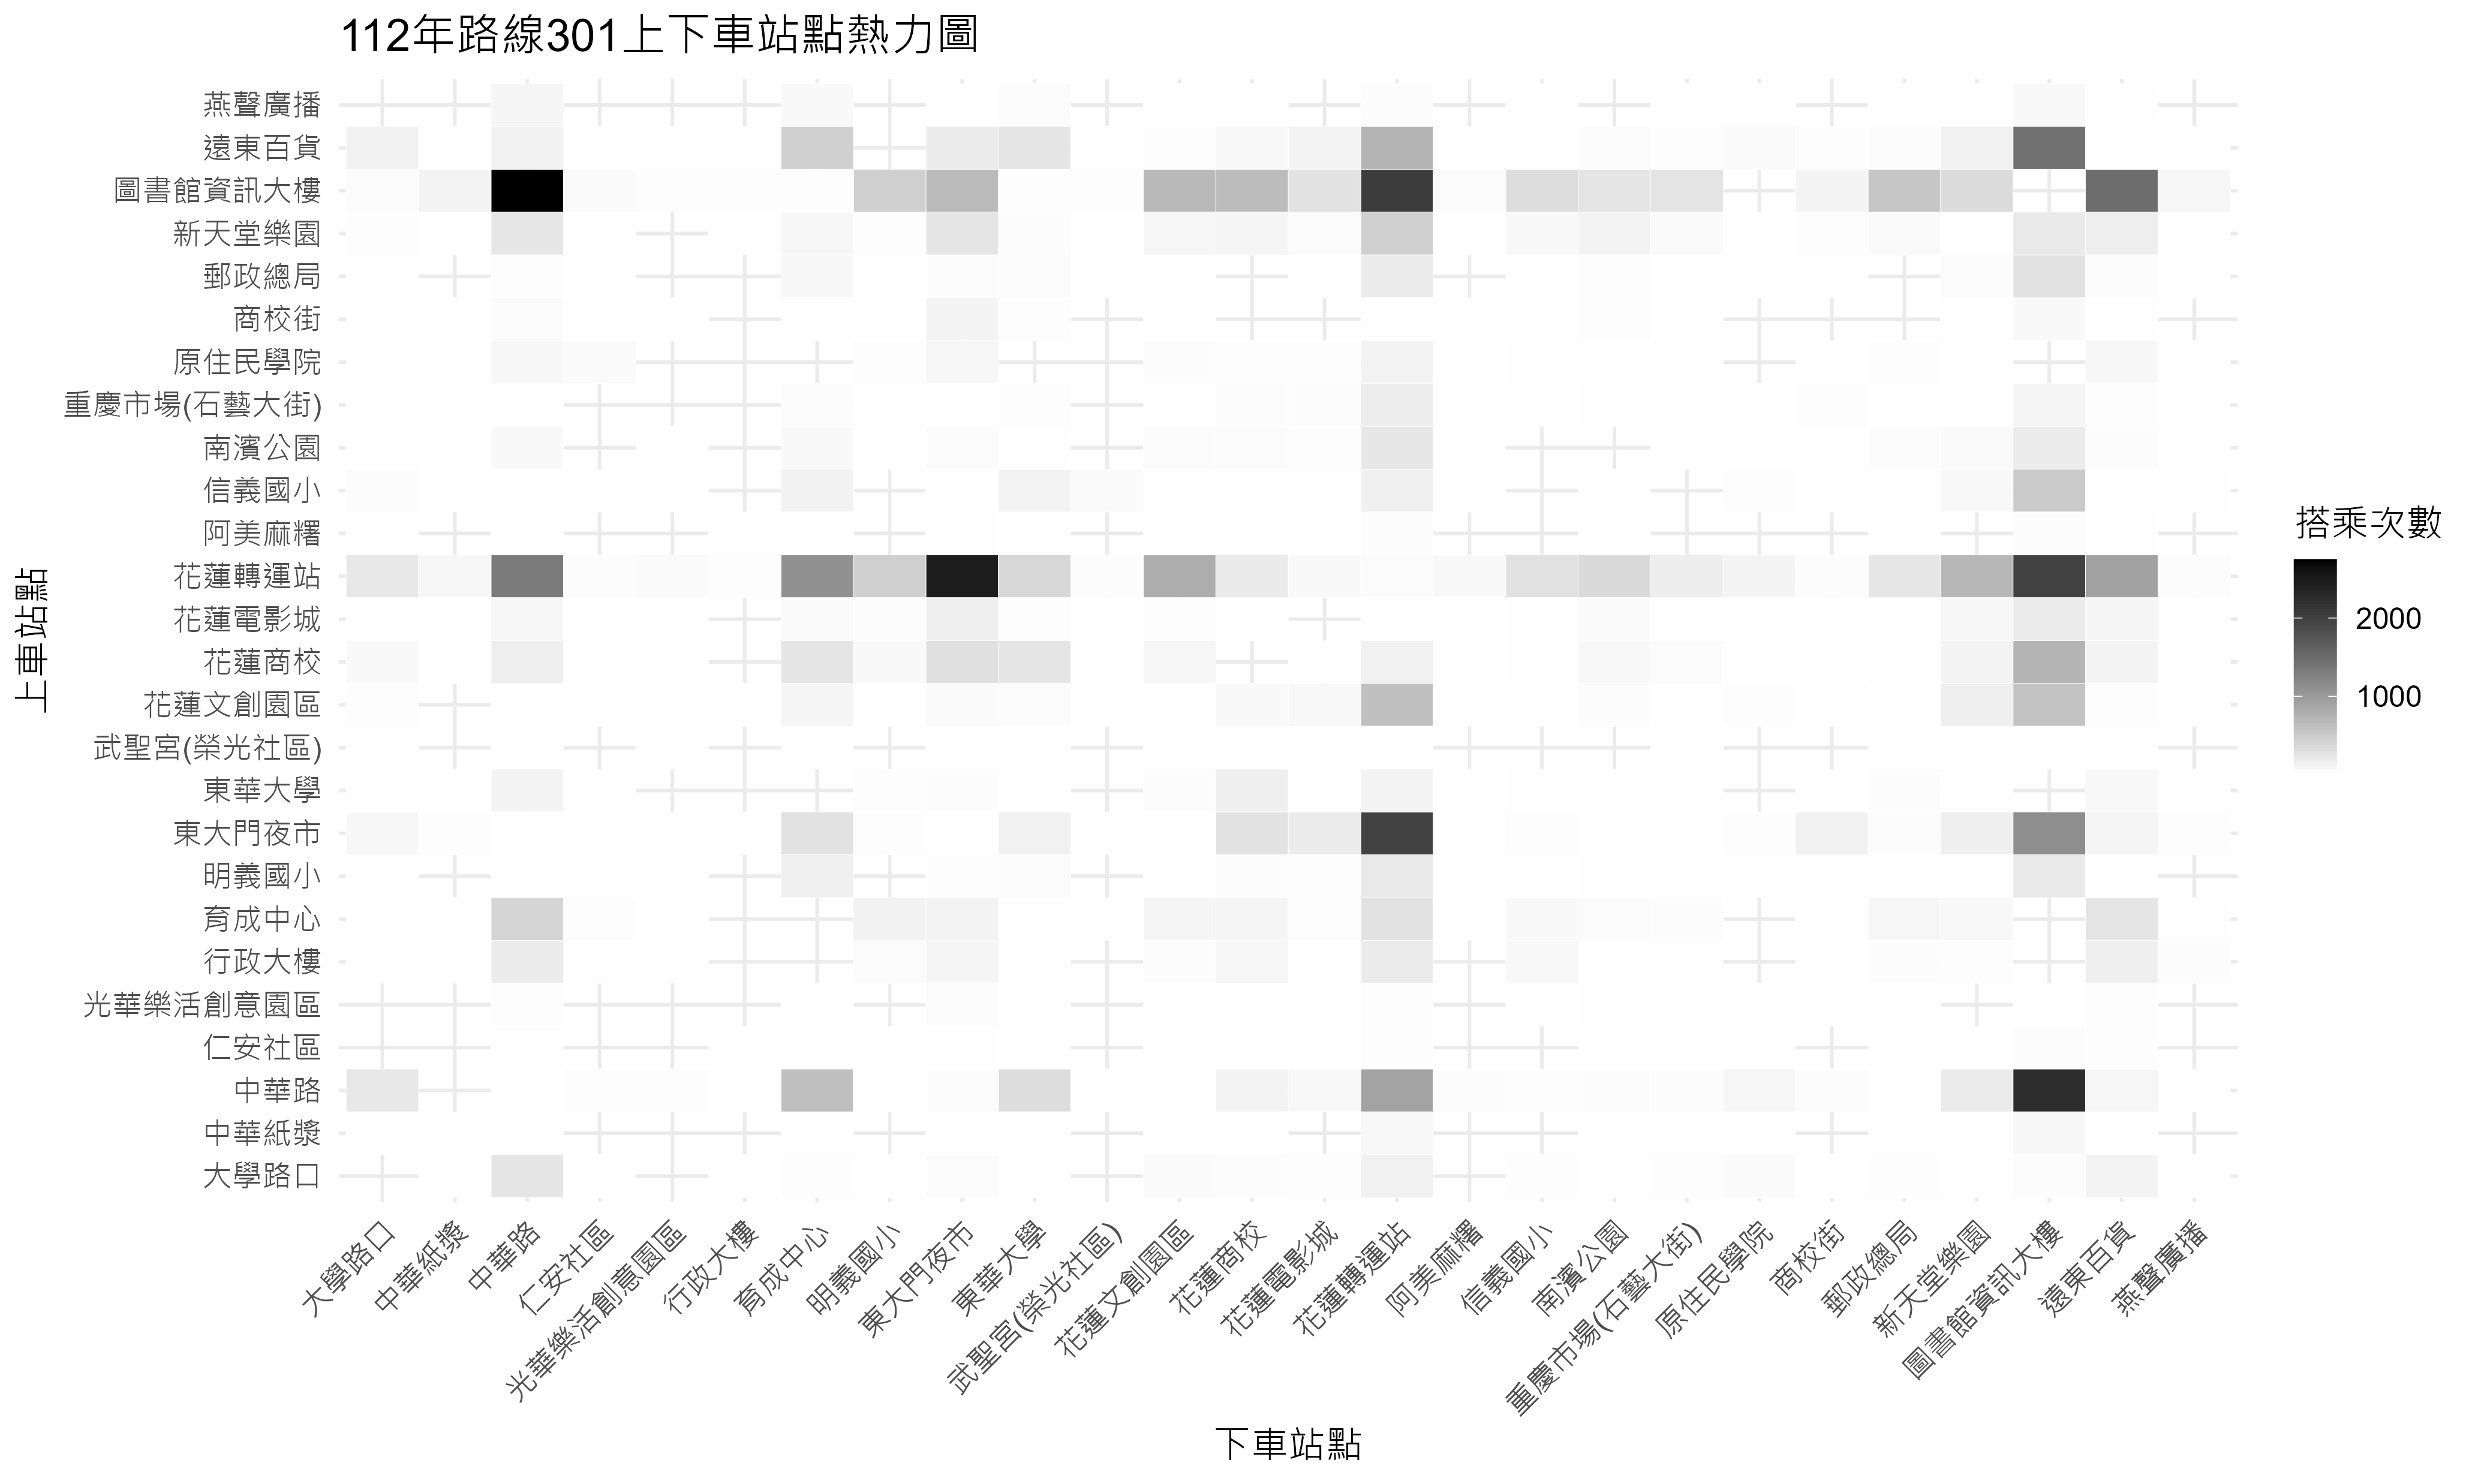 112年路線301上下車站點熱力圖
上車站點
燕聲廣播
遠東百貨
圖書館資訊大樓
新天堂樂園
郵政總局
商校街
原住民學院
重慶市場(石藝大街)
南濱公園
信義國小
阿美麻糬
花蓮轉運站
花蓮電影城
花蓮商校
花蓮文創園區
武聖宮(榮光社區)
東華大學
東大門夜市
明義國小
育成中心
行政大樓
光華樂活創意園區
仁安社區
中華路
中華紙漿
大學路口
大學路口
中華紙漿
中華路
仁安社區
光華樂活創意園區
行政大樓
育成中心
明義國小
東大門夜市
東華大學
武聖宮(榮光社區)
花蓮文創園區
花蓮商校
花蓮電影城
花蓮轉運站
阿美麻糬
信義國小
南濱公園
重慶市場(石藝大街)
原住民學院
商校街
郵政總局
新天堂樂園
圖書館資訊大樓
遠東百貨
燕聲廣播
下車站點
搭乘次數
2000
1000